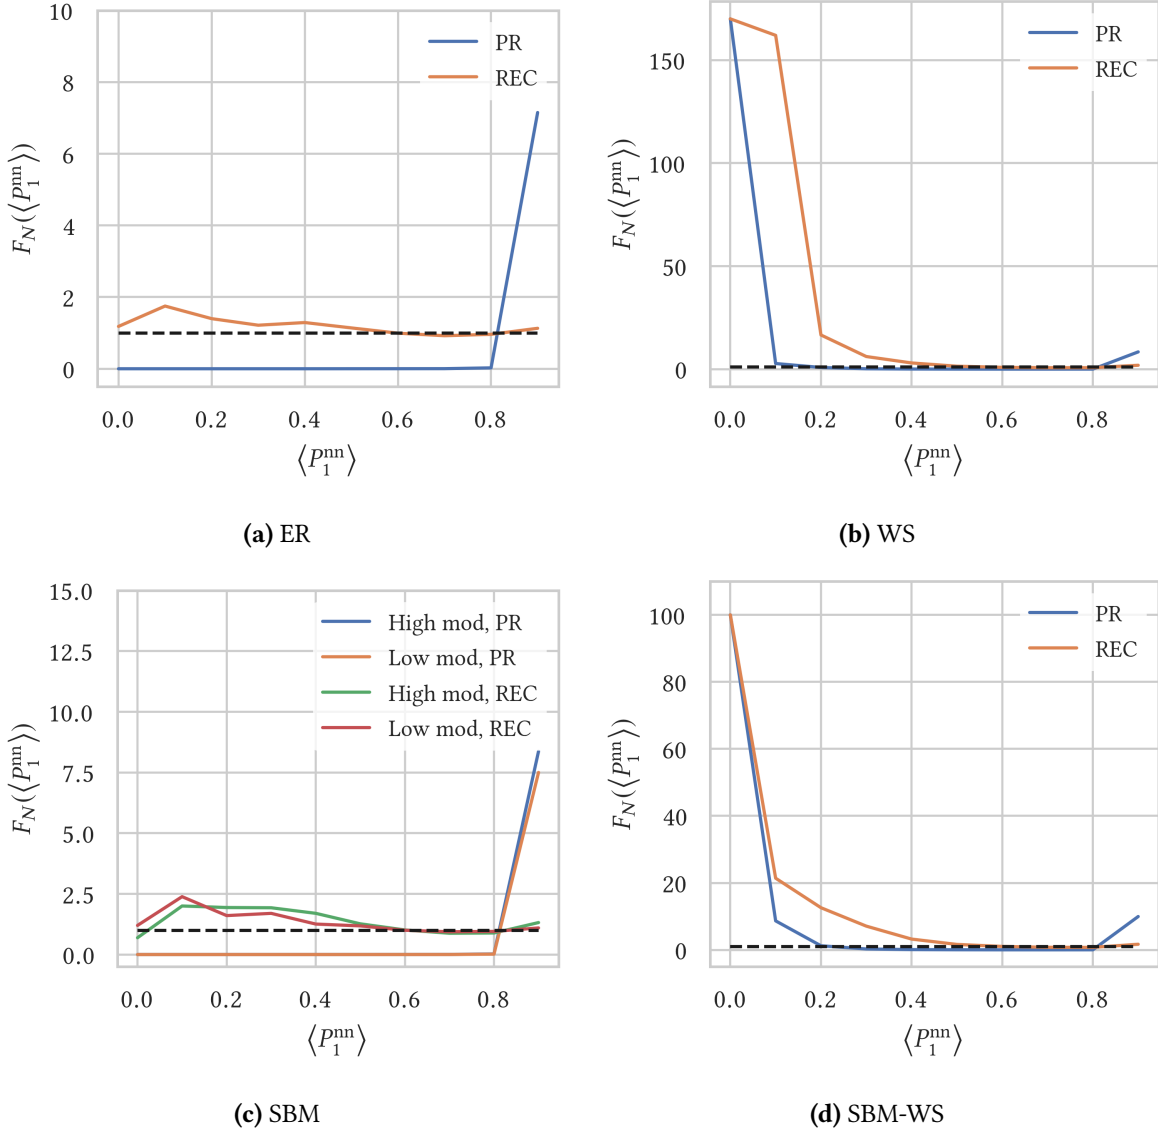 10
8
6
4
2
0
F_N(⟨P_1^nn⟩)
PR
REC
0.0 0.2 0.4 0.6 0.8
⟨P_1^nn⟩
(a) ER
150
100
50
0
F_N(⟨P_1^nn⟩)
PR
REC
0.0 0.2 0.4 0.6 0.8
⟨P_1^nn⟩
(b) WS
15.0
12.5
10.0
7.5
5.0
2.5
0.0
F_N(⟨P_1^nn⟩)
High mod, PR
Low mod, PR
High mod, REC
Low mod, REC
0.0 0.2 0.4 0.6 0.8
⟨P_1^nn⟩
(c) SBM
100
80
60
40
20
0
F_N(⟨P_1^nn⟩)
PR
REC
0.0 0.2 0.4 0.6 0.8
⟨P_1^nn⟩
(d) SBM-WS